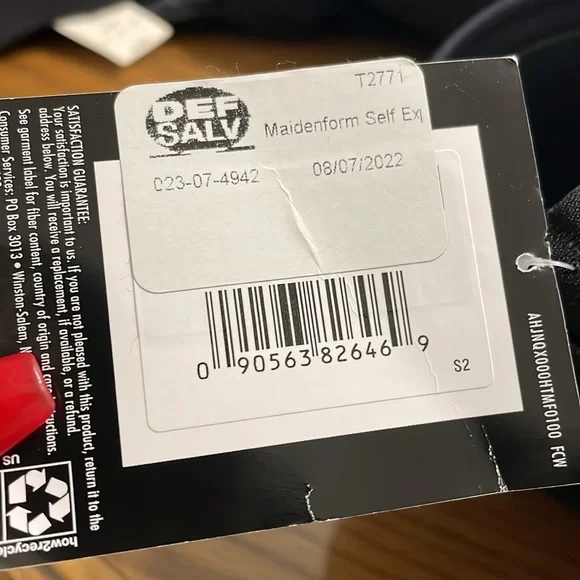 T2771
DEF
SALV
Maidenform Self
023-07-4942
08/07/2022
0 90563 82646 9
S2
AHJNQX000HTMF0100 FCW
SATISFACTION GUARANTEE:
Your satisfaction is important to us. If you are not pleased with this product, return it to the
address below. You will receive a replacement, if available, or a refund.
See garment label for fiber content, country of origin and care instructions.
Consumer Services: PO Box 3013 • Winston-Salem,
US
how2recycle